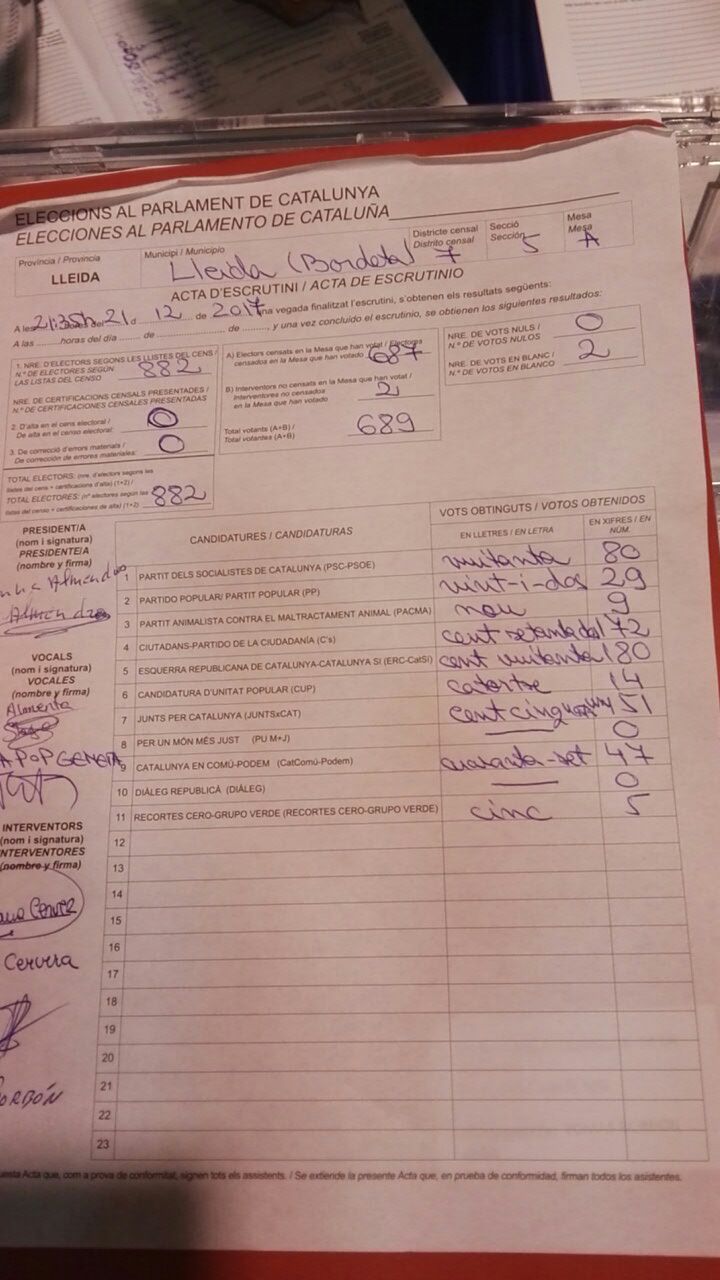 ELECCIONS AL PARLAMENT DE CATALUNYA
ELECCIONES AL PARLAMENTO DE CATALUÑA
Província / Provincia
LLEIDA
Municipi / Municipio
Lleida (Bordeta)
Districte censal
Distrito censal
7
Secció
Sección
5
Mesa
Mesa
A
ACTA D'ESCRUTINI / ACTA DE ESCRUTINIO
A les 21:35h 21 d 12 de 2017 una vegada finalitzat l'escrutini, s'obtenen els resultats següents:
A las horas del día de de , y una vez concluido el escrutinio, se obtienen los siguientes resultados:
1. NRE. D'ELECTORS SEGONS LES LLISTES DEL CENS /
N.º DE ELECTORES SEGÚN
LAS LISTAS DEL CENSO
882
NRE. DE CERTIFICACIONS CENSALS PRESENTADES /
N.º DE CERTIFICACIONES CENSALES PRESENTADAS
2. D'alta en el cens electoral /
De alta en el censo electoral:
0
3. De correcció d'errors materials /
De corrección de errores materiales:
0
TOTAL ELECTORS: (nre. d'electors segons les
llistes del cens + certificacions d'alta) (1+2) /
TOTAL ELECTORES: (nº electores según las
listas del censo + certificaciones de alta) (1+2)
882
A) Electors censats en la Mesa que han votat / Electores
censados en la Mesa que han votado
687
B) Interventors no censats en la Mesa que han votat /
Interventores no censados
en la Mesa que han votado
2
Total votants (A+B) /
Total votantes (A+B)
689
NRE. DE VOTS NULS /
N.º DE VOTOS NULOS
0
NRE. DE VOTS EN BLANC /
N.º DE VOTOS EN BLANCO
2
PRESIDENT/A
(nom i signatura)
PRESIDENTE/A
(nombre y firma)
VOCALS
(nom i signatura)
VOCALES
(nombre y firma)
INTERVENTORS
(nom i signatura)
INTERVENTORES
(nombre y firma)
Cervera
CANDIDATURES / CANDIDATURAS
VOTS OBTINGUTS / VOTOS OBTENIDOS
EN LLETRES / EN LETRA
EN XIFRES / EN NÚM.
1 PARTIT DELS SOCIALISTES DE CATALUNYA (PSC-PSOE) vuitanta 80
2 PARTIDO POPULAR/ PARTIT POPULAR (PP) vint-i-dos 29
3 PARTIT ANIMALISTA CONTRA EL MALTRACTAMENT ANIMAL (PACMA) nou 9
4 CIUTADANS-PARTIDO DE LA CIUDADANÍA (C's) cent setanta dos 172
5 ESQUERRA REPUBLICANA DE CATALUNYA-CATALUNYA SÍ (ERC-CatSí) cent vuitanta 180
6 CANDIDATURA D'UNITAT POPULAR (CUP) catortze 14
7 JUNTS PER CATALUNYA (JUNTSxCAT) 151
8 PER UN MÓN MÉS JUST (PU M+J) 0
9 CATALUNYA EN COMÚ-PODEM (CatComú-Podem) quaranta-set 47
10 DIÀLEG REPUBLICÀ (DIÀLEG) 0
11 RECORTES CERO-GRUPO VERDE (RECORTES CERO-GRUPO VERDE) cinc 5
12
13
14
15
16
17
18
19
20
21
22
23
esta Acta que, com a prova de conformitat, signen tots els assistents. / Se extiende la presente Acta que, en prueba de conformidad, firman todos los asistentes.